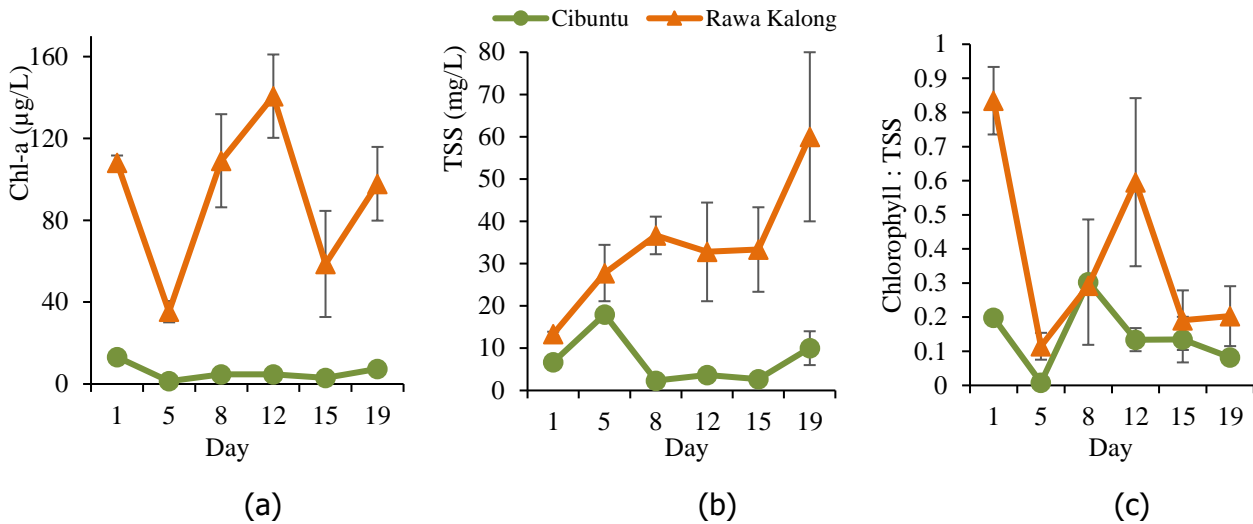 Cibuntu Rawa Kalong
Chl-a (µg/L)
160
120
80
40
0
1 5 8 12 15 19
Day
(a)
TSS (mg/L)
80
70
60
50
40
30
20
10
0
1 5 8 12 15 19
Day
(b)
Chlorophyll : TSS
1
0.9
0.8
0.7
0.6
0.5
0.4
0.3
0.2
0.1
0
1 5 8 12 15 19
Day
(c)